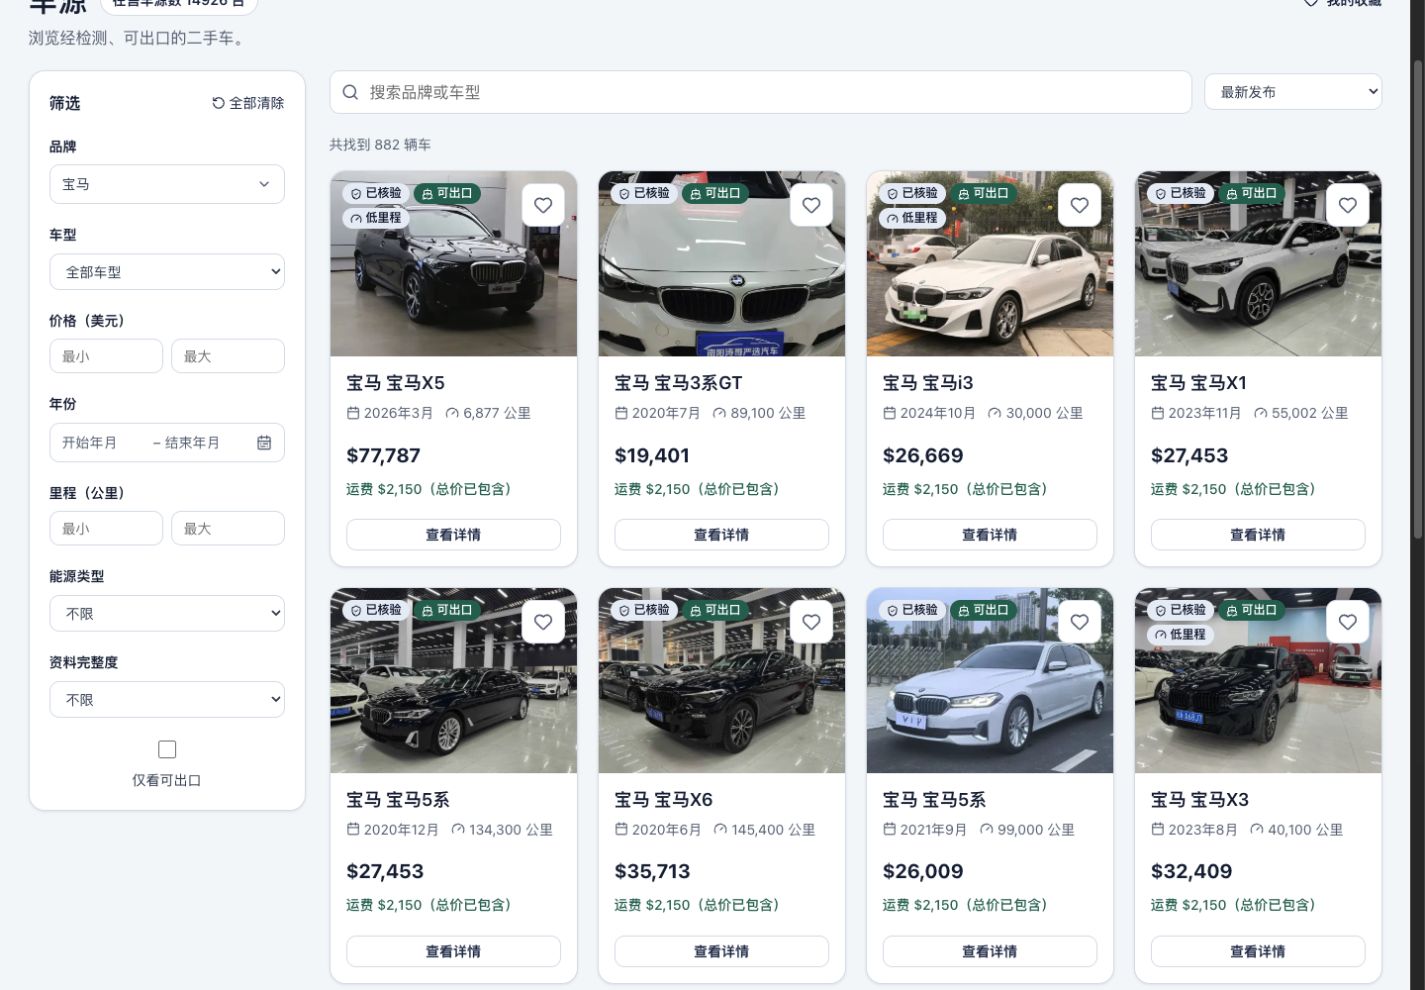 车源 在售车源数 14926 台
我的收藏
浏览经检测、可出口的二手车。
筛选 全部清除
品牌
宝马
车型
全部车型
价格（美元）
最小 最大
年份
开始年月 – 结束年月
里程（公里）
最小 最大
能源类型
不限
资料完整度
不限
仅看可出口
搜索品牌或车型
最新发布
共找到 882 辆车
已核验 可出口
低里程
宝马 宝马X5
2026年3月 6,877 公里
$77,787
运费 $2,150（总价已包含）
查看详情
已核验 可出口
南阳涛哥严选汽车
宝马 宝马3系GT
2020年7月 89,100 公里
$19,401
运费 $2,150（总价已包含）
查看详情
已核验 可出口
低里程
宝马 宝马i3
2024年10月 30,000 公里
$26,669
运费 $2,150（总价已包含）
查看详情
已核验 可出口
宝马 宝马X1
2023年11月 55,002 公里
$27,453
运费 $2,150（总价已包含）
查看详情
已核验 可出口
宝马 宝马5系
2020年12月 134,300 公里
$27,453
运费 $2,150（总价已包含）
查看详情
已核验 可出口
宝马 宝马X6
2020年6月 145,400 公里
$35,713
运费 $2,150（总价已包含）
查看详情
已核验 可出口
VIV
宝马 宝马5系
2021年9月 99,000 公里
$26,009
运费 $2,150（总价已包含）
查看详情
已核验 可出口
低里程
宝马 宝马X3
2023年8月 40,100 公里
$32,409
运费 $2,150（总价已包含）
查看详情